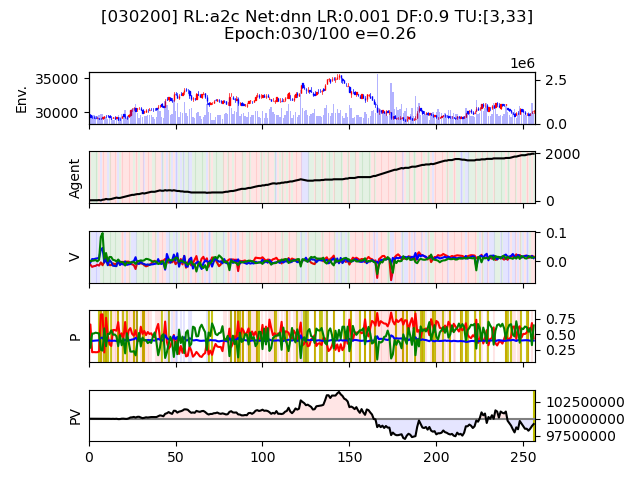 [030200] RL:a2c Net:dnn LR:0.001 DF:0.9 TU:[3,33]
Epoch:030/100 e=0.26
1e6
35000
30000
Env.
2.5
0.0
Agent
2000
0
V
0.1
0.0
P
0.75
0.50
0.25
PV
102500000
100000000
97500000
0 50 100 150 200 250